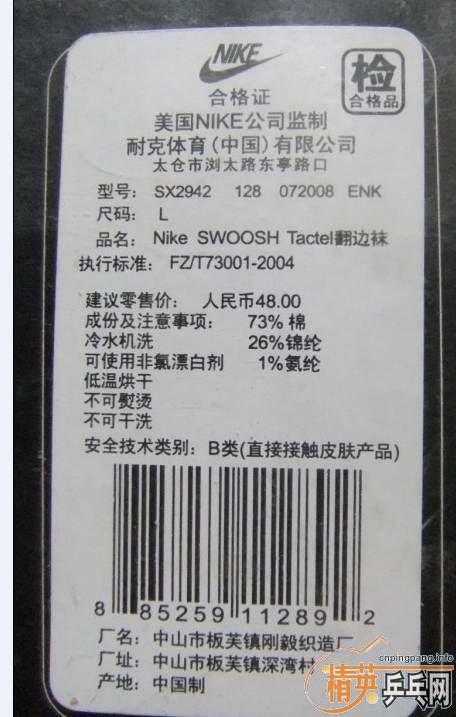 NIKE
检
合格品
合格证
美国NIKE公司监制
耐克体育(中国)有限公司
太仓市浏太路东亭路口
型号: SX2942 128 072008 ENK
尺码: L
品名: Nike SWOOSH Tactel翻边袜
执行标准: FZ/T73001-2004
建议零售价: 人民币48.00
成份及注意事项: 73% 棉
冷水机洗 26%锦纶
可使用非氯漂白剂 1%氨纶
低温烘干
不可熨烫
不可干洗
安全技术类别: B类(直接接触皮肤产品)
8 85259 11289 2
厂名: 中山市板芙镇刚毅织造厂
厂址: 中山市板芙镇深湾村
产地: 中国制
cnpingpang.info
精英乒乓网